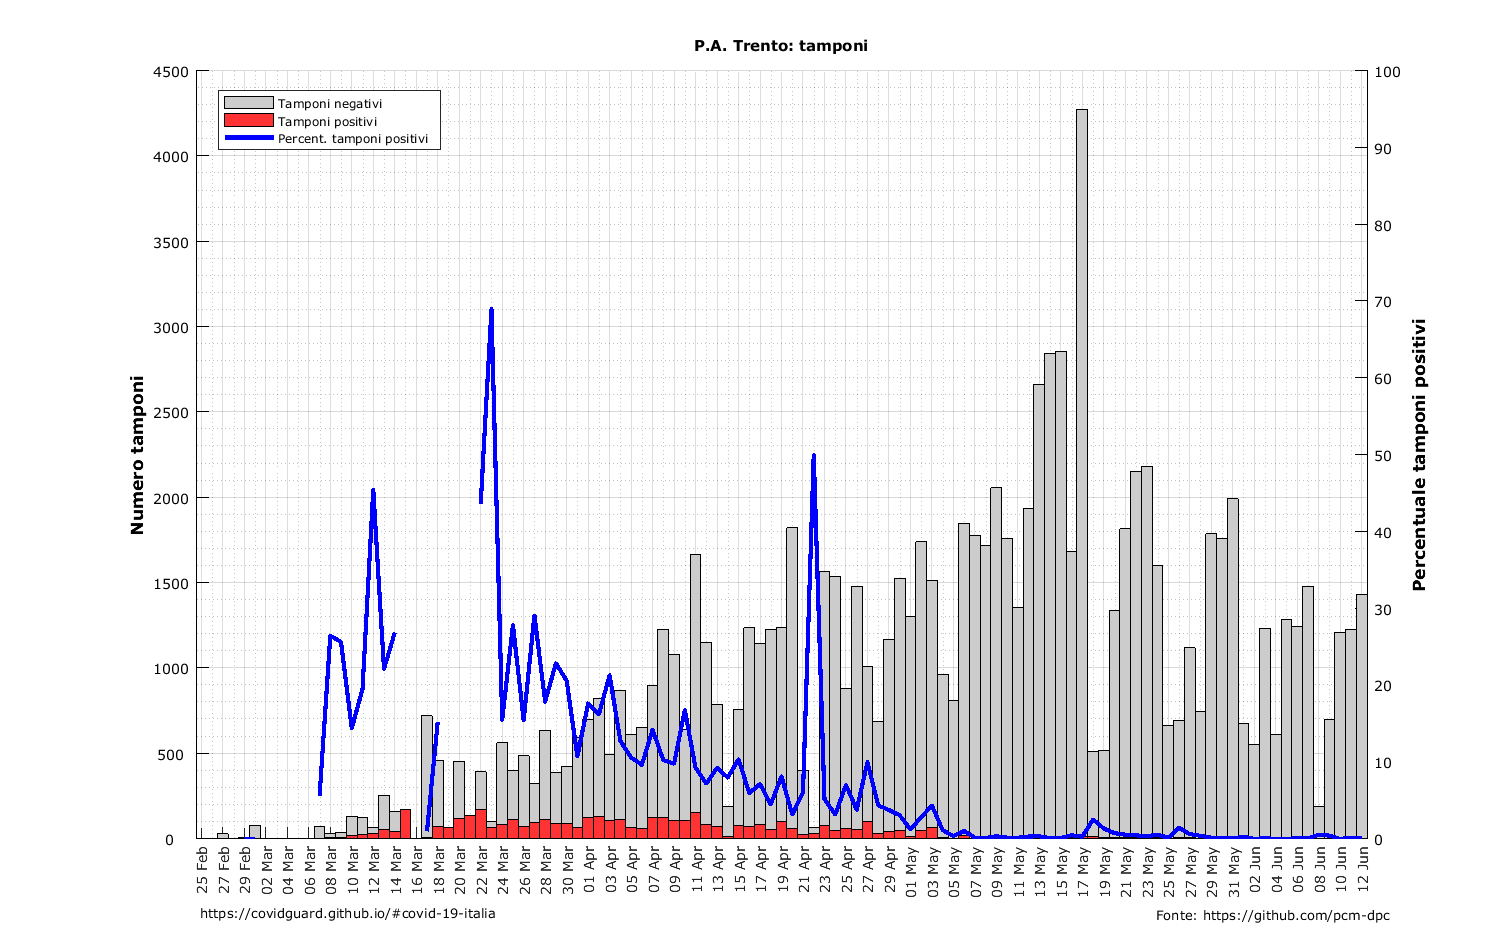 P.A. Trento: tamponi
Tamponi negativi
Tamponi positivi
Percent. tamponi positivi
Numero tamponi
4500
4000
3500
3000
2500
2000
1500
1000
500
0
Percentuale tamponi positivi
100
90
80
70
60
50
40
30
20
10
0
25 Feb
27 Feb
29 Feb
02 Mar
04 Mar
06 Mar
08 Mar
10 Mar
12 Mar
14 Mar
16 Mar
18 Mar
20 Mar
22 Mar
24 Mar
26 Mar
28 Mar
30 Mar
01 Apr
03 Apr
05 Apr
07 Apr
09 Apr
11 Apr
13 Apr
15 Apr
17 Apr
19 Apr
21 Apr
23 Apr
25 Apr
27 Apr
29 Apr
01 May
03 May
05 May
07 May
09 May
11 May
13 May
15 May
17 May
19 May
21 May
23 May
25 May
27 May
29 May
31 May
02 Jun
04 Jun
06 Jun
08 Jun
10 Jun
12 Jun
https://covidguard.github.io/#covid-19-italia
Fonte: https://github.com/pcm-dpc